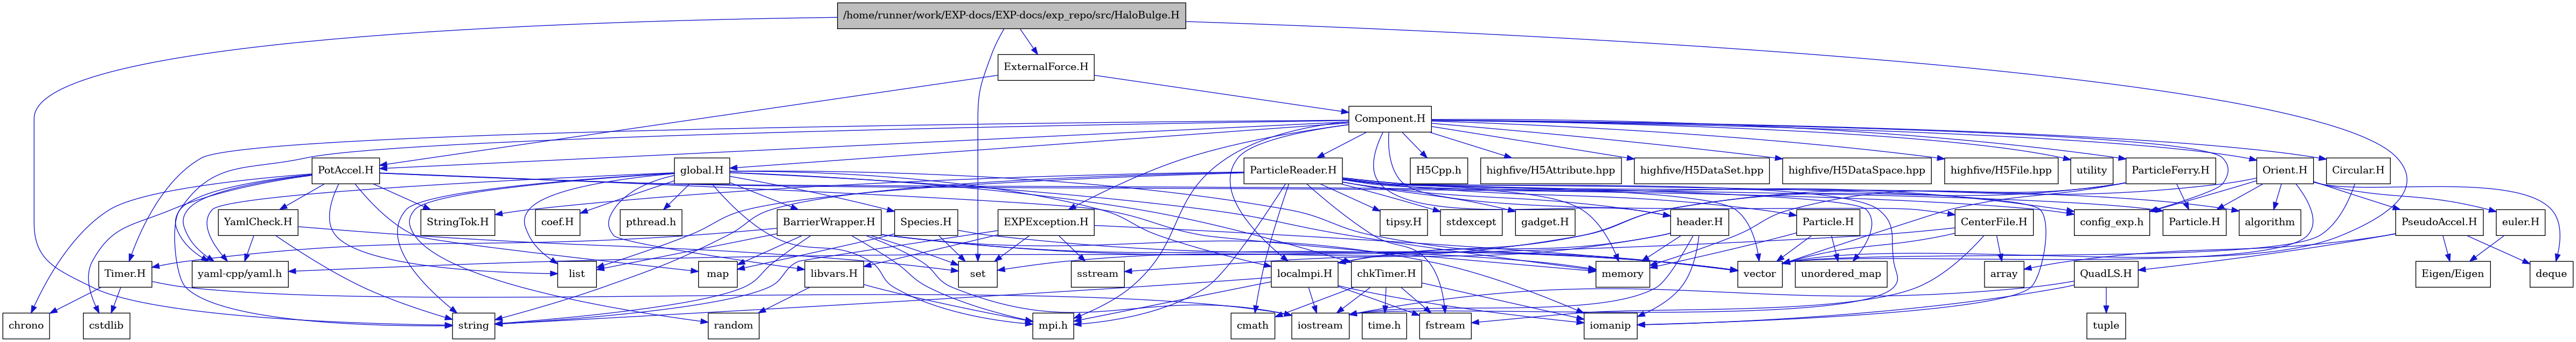 /home/runner/work/EXP-docs/EXP-docs/exp_repo/src/HaloBulge.H
ExternalForce.H
Component.H
PotAccel.H
global.H
ParticleReader.H
H5Cpp.h
highfive/H5Attribute.hpp
highfive/H5DataSet.hpp
highfive/H5DataSpace.hpp
highfive/H5File.hpp
utility
ParticleFerry.H
Orient.H
Circular.H
YamlCheck.H
StringTok.H
coef.H
pthread.h
BarrierWrapper.H
Species.H
EXPException.H
tipsy.H
stdexcept
gadget.H
header.H
Particle.H
CenterFile.H
config_exp.h
Particle.H
algorithm
PseudoAccel.H
euler.H
Timer.H
yaml-cpp/yaml.h
list
list
map
libvars.H
set
sstream
localmpi.H
chkTimer.H
memory
vector
unordered_map
array
QuadLS.H
Eigen/Eigen
deque
chrono
cstdlib
string
random
mpi.h
cmath
iostream
time.h
fstream
iomanip
tuple